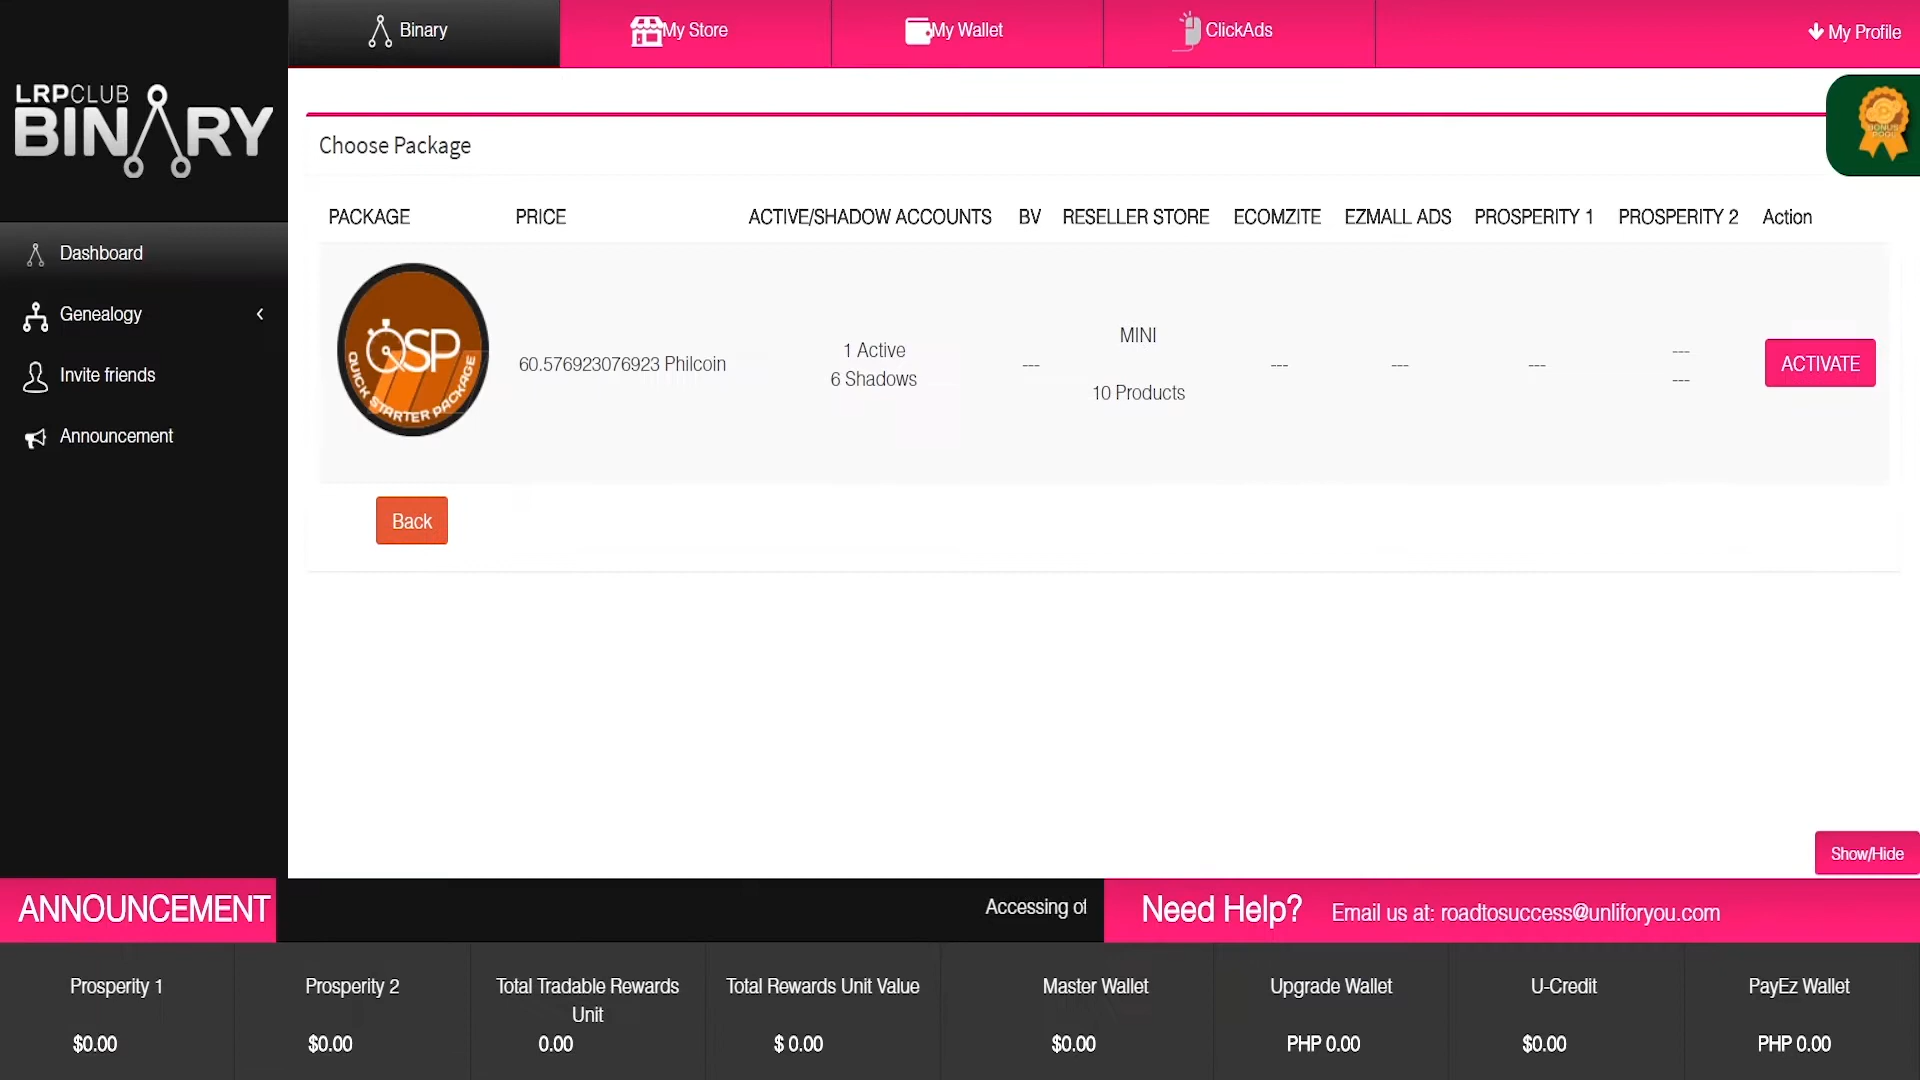 Binary
My Store
My Wallet
ClickAds
My Profile
LRPCLUB
BINARY
BONUS
POOL
Dashboard
Genealogy
Invite friends
Announcement
Choose Package
PACKAGE PRICE ACTIVE/SHADOW ACCOUNTS BV RESELLER STORE ECOMZITE EZMALL ADS PROSPERITY 1 PROSPERITY 2 Action
QSP
QUICK STARTER PACKAGE
60.576923076923 Philcoin
1 Active
6 Shadows
---
MINI
10 Products
---
---
---
---
---
ACTIVATE
Back
Show/Hide
ANNOUNCEMENT
Accessing of
Need Help? Email us at: roadtosuccess@unliforyou.com
Prosperity 1
$0.00
Prosperity 2
$0.00
Total Tradable Rewards
Unit
0.00
Total Rewards Unit Value
$ 0.00
Master Wallet
$0.00
Upgrade Wallet
PHP 0.00
U-Credit
$0.00
PayEz Wallet
PHP 0.00